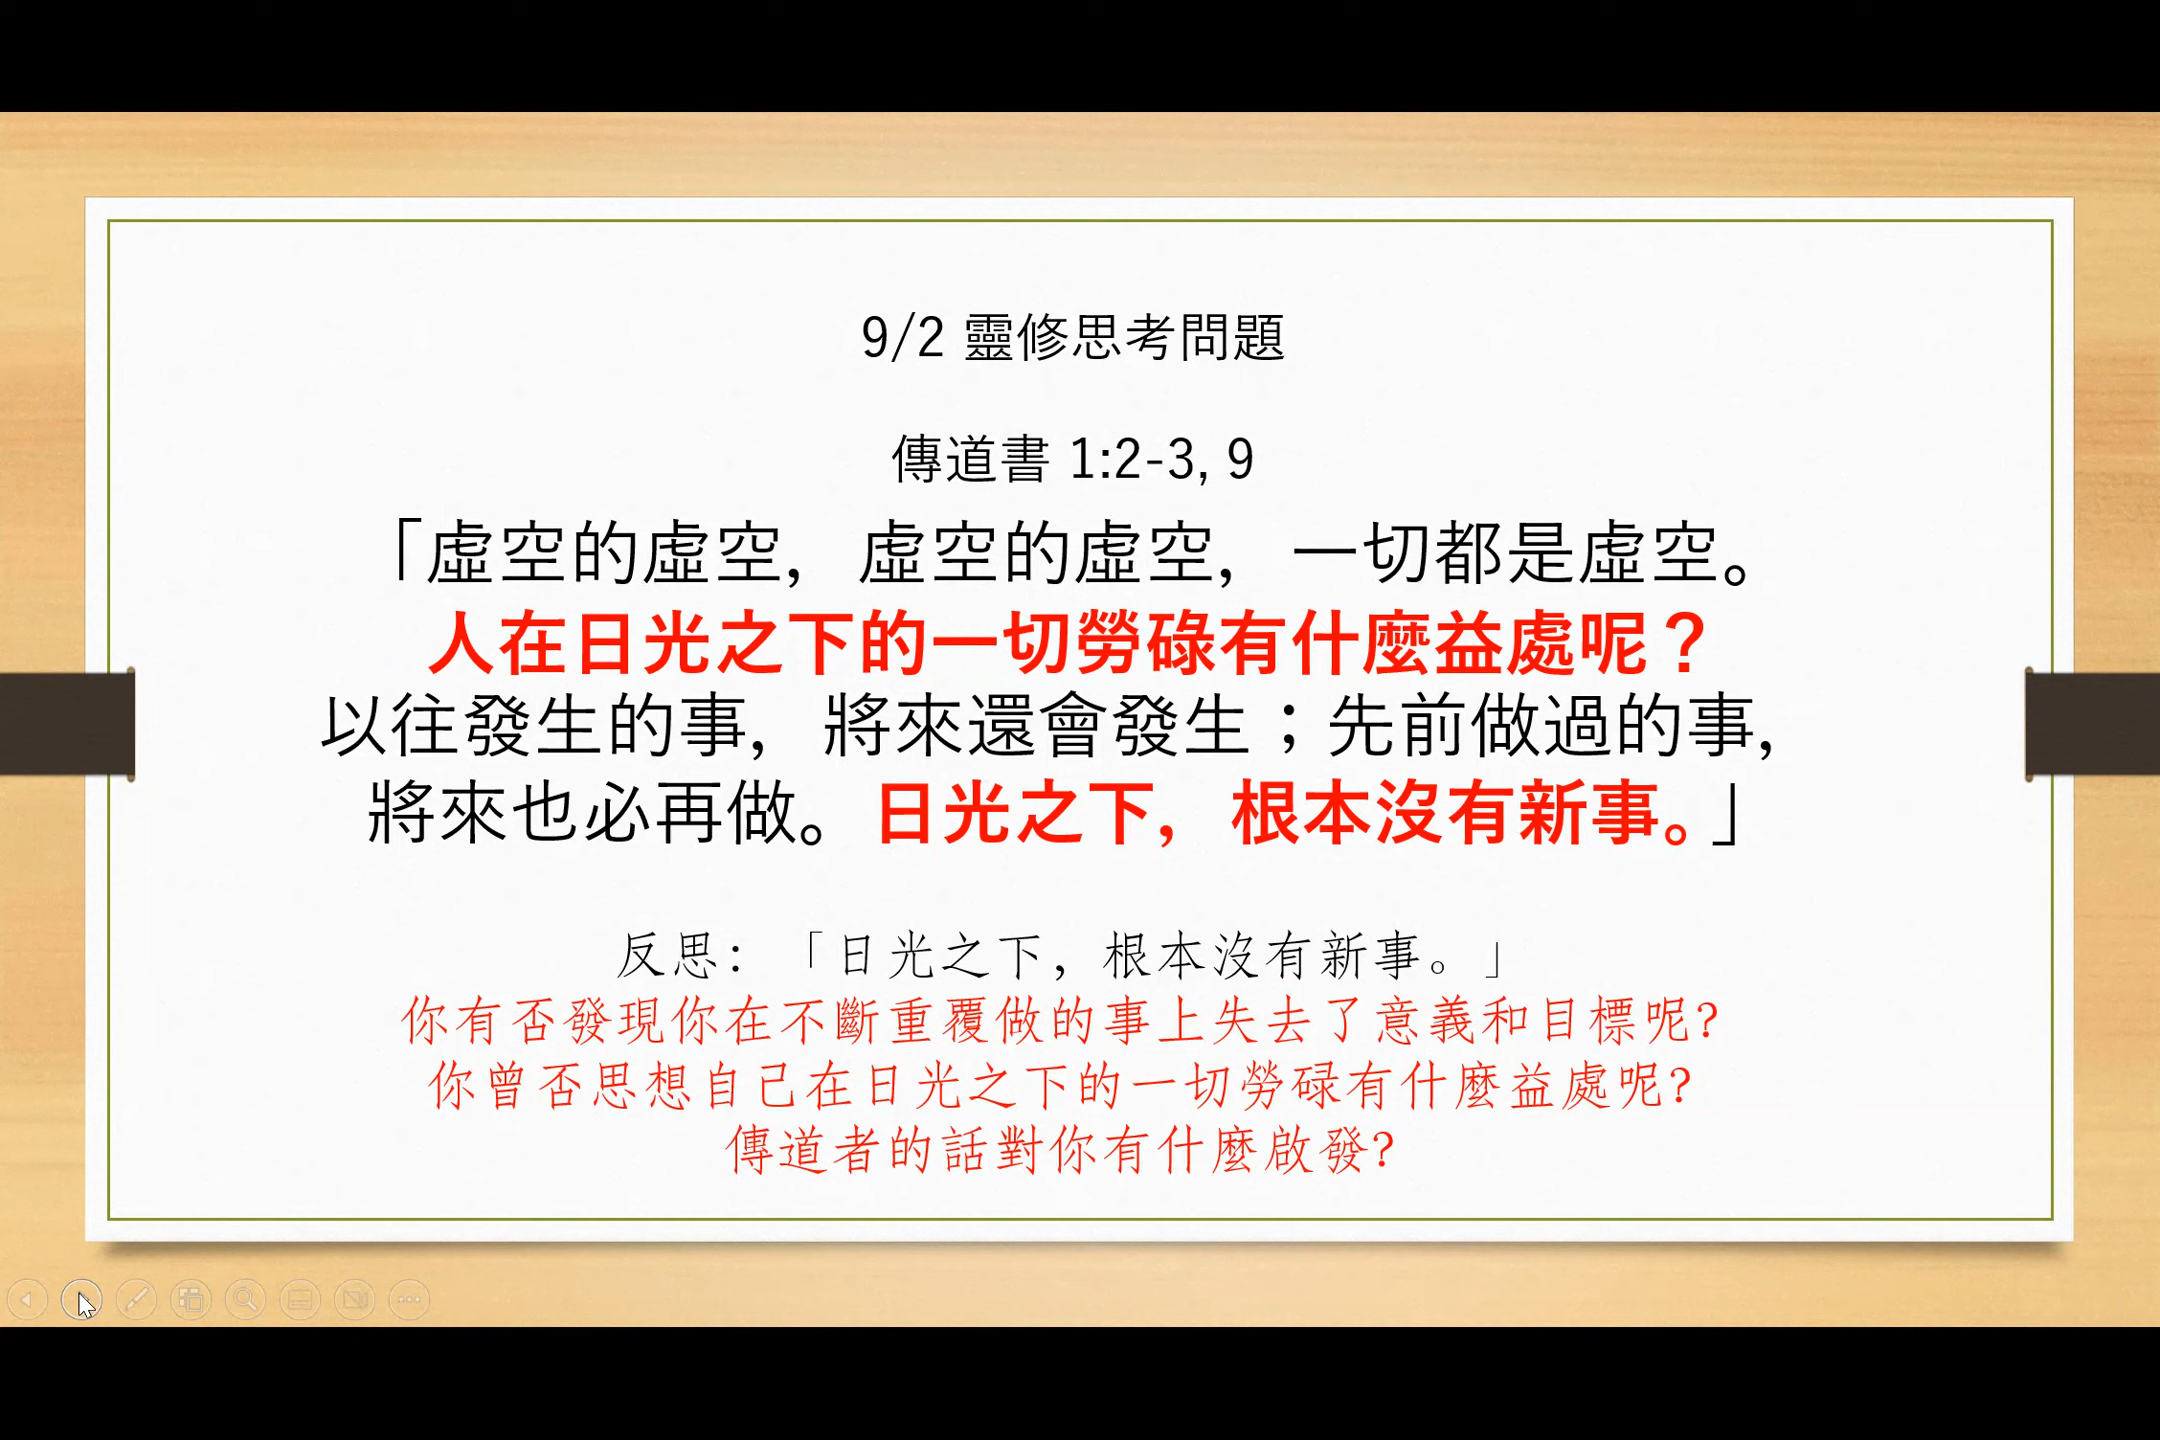 9/2 靈修思考問題
傳道書 1:2-3, 9
「虛空的虛空，虛空的虛空，一切都是虛空。
人在日光之下的一切勞碌有什麼益處呢？
以往發生的事，將來還會發生；先前做過的事，
將來也必再做。日光之下，根本沒有新事。」
反思：「日光之下，根本沒有新事。」
你有否發現你在不斷重覆做的事上失去了意義和目標呢?
你曾否思想自己在日光之下的一切勞碌有什麼益處呢?
傳道者的話對你有什麼啟發?